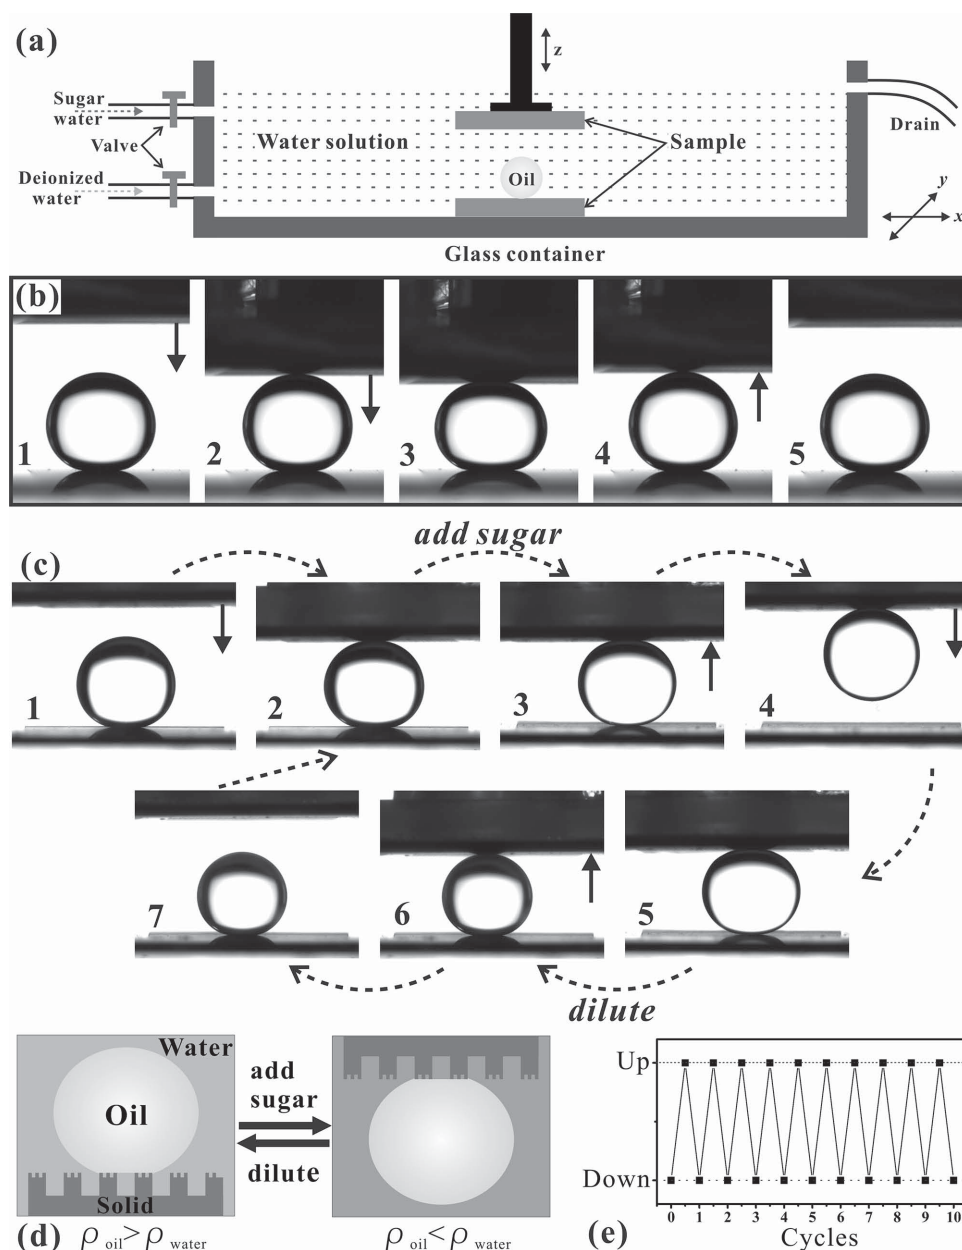 (a)
z
Sugar
water
Valve
Deionized
water
Water solution
Oil
Sample
Drain
y
x
Glass container
(b)
1
2
3
4
5
add sugar
(c)
1
2
3
4
7
6
5
dilute
Water
Oil
Solid
add
sugar
dilute
(d)
ρ oil > ρ water
ρ oil < ρ water
Up
Down
0 1 2 3 4 5 6 7 8 9 10
Cycles
(e)